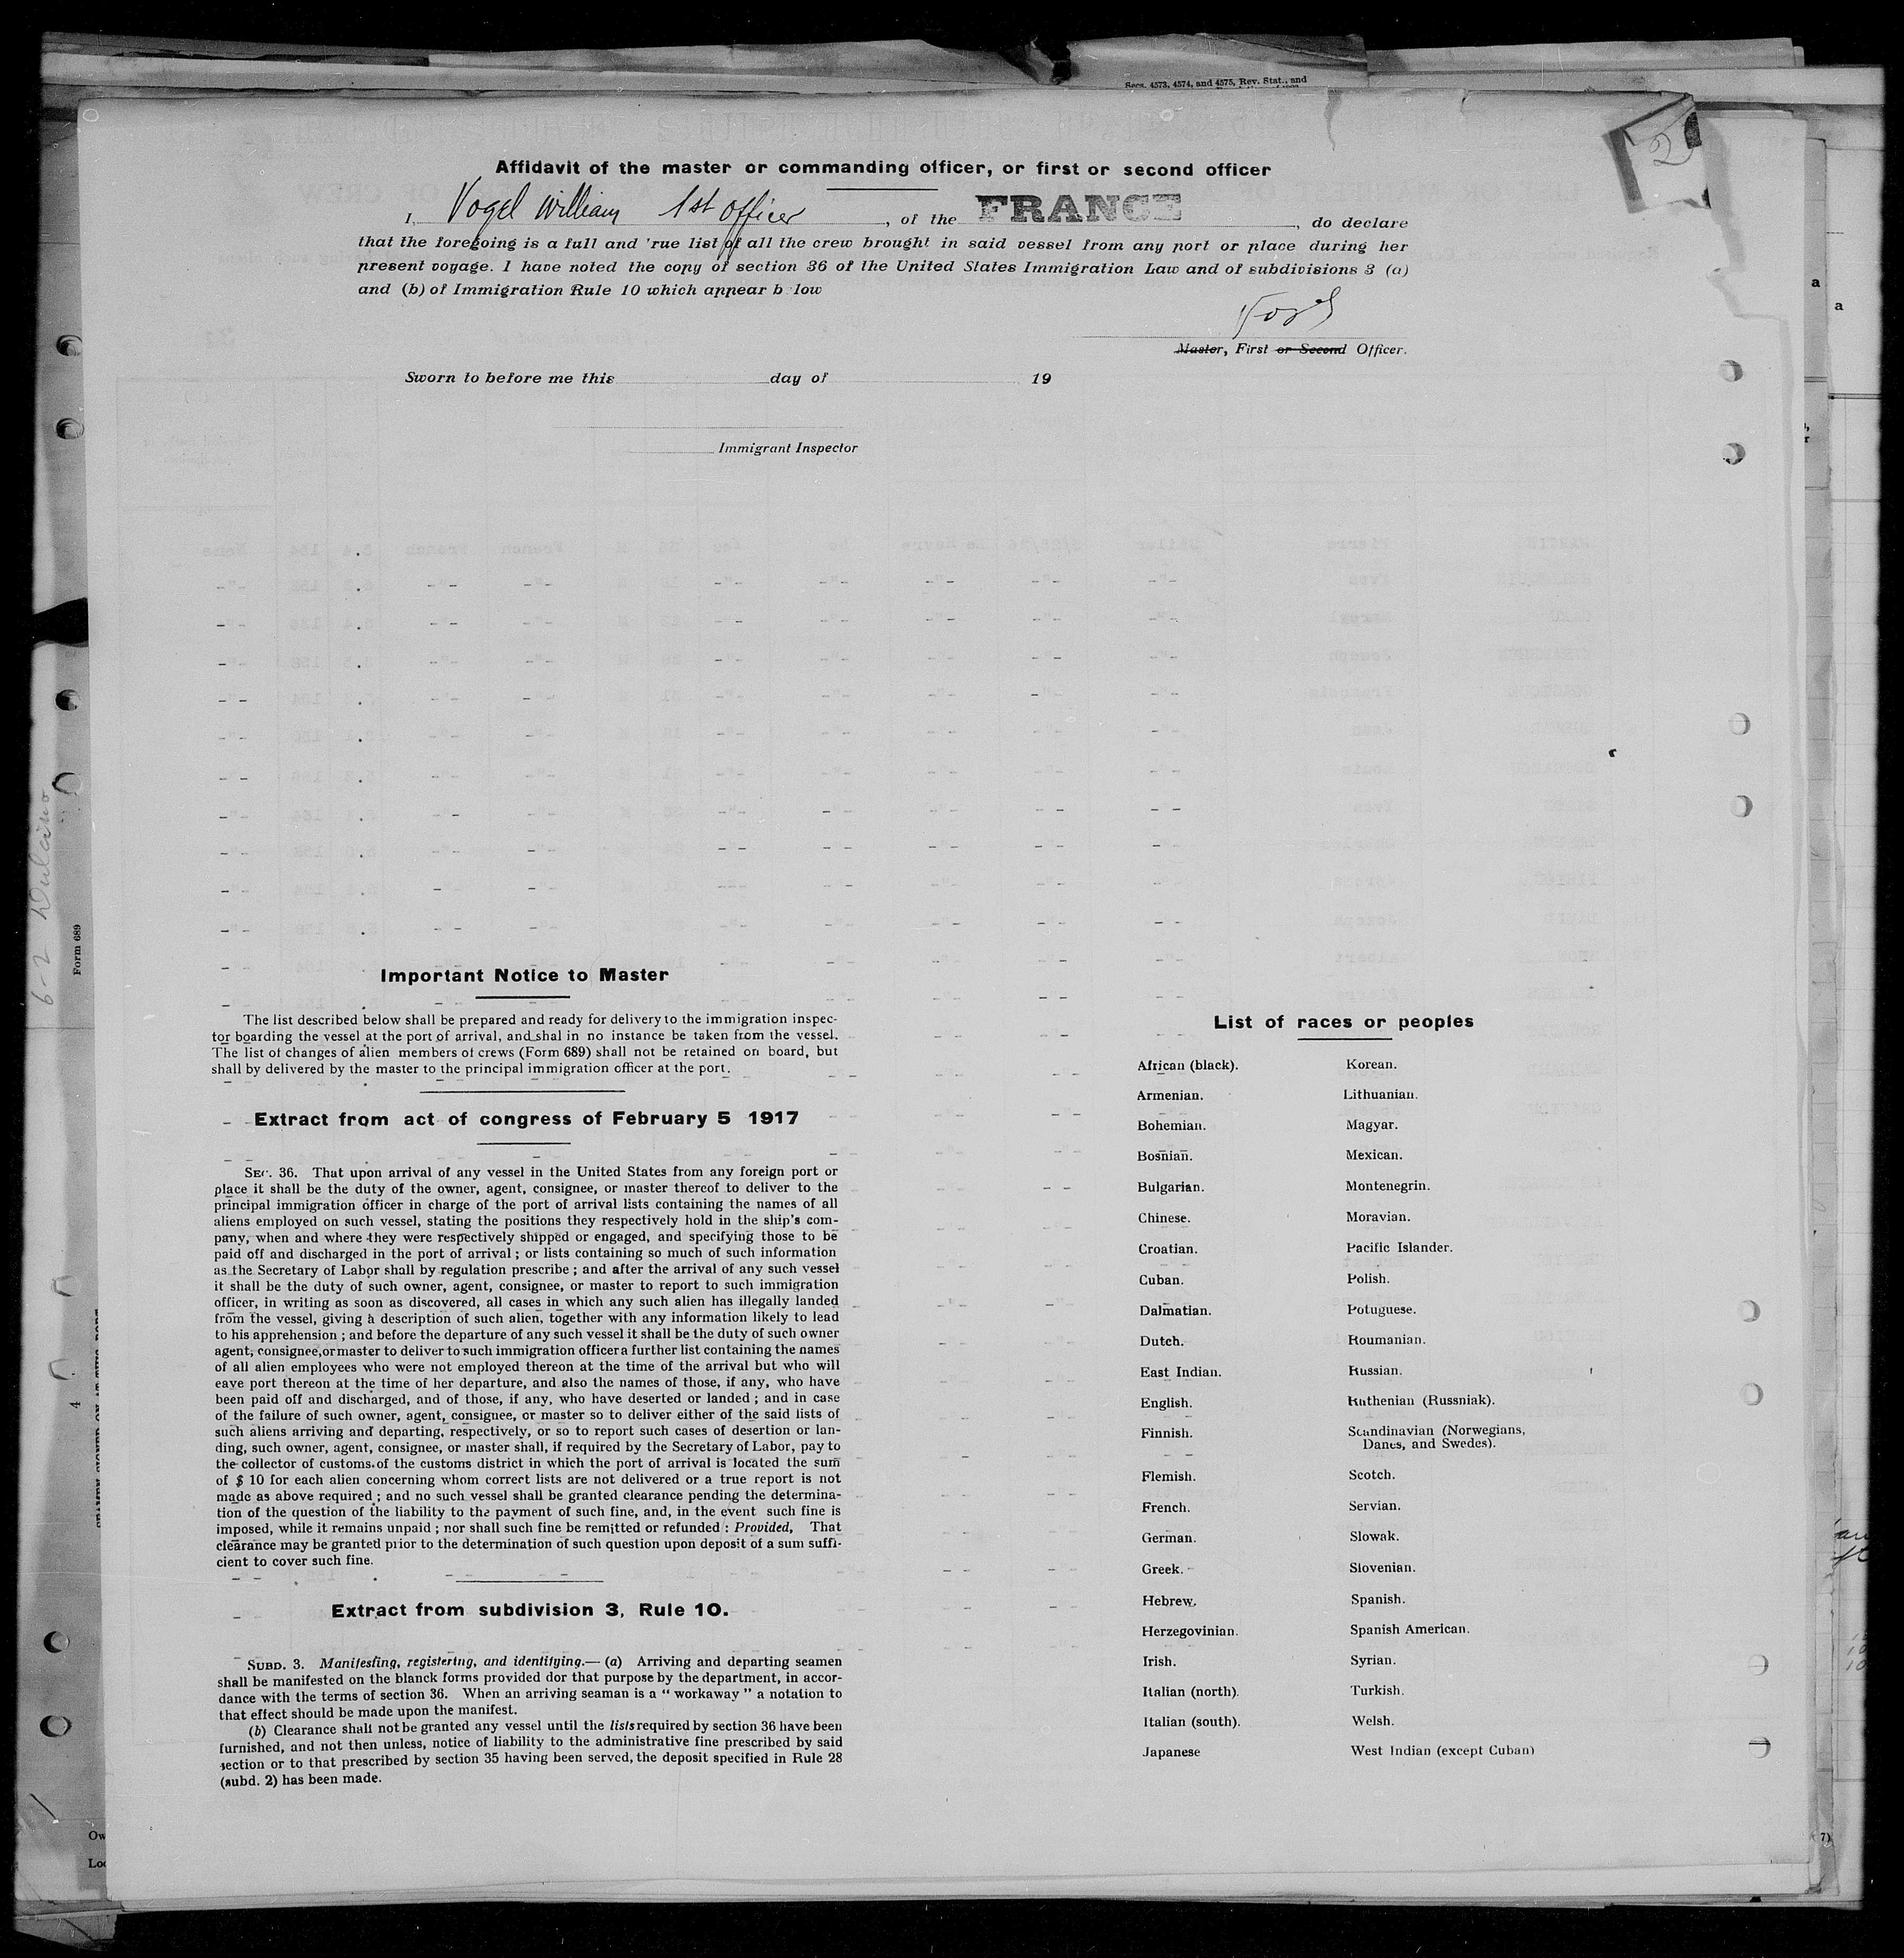 Secs. 4573, 4574, and 4575, Rev. Stat., and
2
Affidavit of the master or commanding officer, or first or second officer
I, Vogel William 1st officer, of the FRANCE, do declare
that the foregoing is a full and 'rue list of all the crew brought in said vessel from any port or place during her
present voyage. I have noted the copy of section 36 of the United States Immigration Law and of subdivisions 3 (a)
and (b) of Immigration Rule 10 which appear b low
Vogel
Master, First or Second Officer.
Sworn to before me this day of 19
Immigrant Inspector
Important Notice to Master
The list described below shall be prepared and ready for delivery to the immigration inspec-
tor boarding the vessel at the port of arrival, and shal in no instance be taken from the vessel.
The list of changes of alien members of crews (Form 689) shall not be retained on board, but
shall by delivered by the master to the principal immigration officer at the port.
Extract from act of congress of February 5 1917
SEC. 36. That upon arrival of any vessel in the United States from any foreign port or
place it shall be the duty of the owner, agent, consignee, or master thereof to deliver to the
principal immigration officer in charge of the port of arrival lists containing the names of all
aliens employed on such vessel, stating the positions they respectively hold in the ship's com-
pany, when and where they were respectively shipped or engaged, and specifying those to be
paid off and discharged in the port of arrival ; or lists containing so much of such information
as the Secretary of Labor shall by regulation prescribe ; and after the arrival of any such vessel
it shall be the duty of such owner, agent, consignee, or master to report to such immigration
officer, in writing as soon as discovered, all cases in which any such alien has illegally landed
from the vessel, giving a description of such alien, together with any information likely to lead
to his apprehension ; and before the departure of any such vessel it shall be the duty of such owner
agent, consignee, or master to deliver to such immigration officer a further list containing the names
of all alien employees who were not employed thereon at the time of the arrival but who will
eave port thereon at the time of her departure, and also the names of those, if any, who have
been paid off and discharged, and of those, if any, who have deserted or landed ; and in case
of the failure of such owner, agent, consignee, or master so to deliver either of the said lists of
such aliens arriving and departing, respectively, or so to report such cases of desertion or lan-
ding, such owner, agent, consignee, or master shall, if required by the Secretary of Labor, pay to
the collector of customs of the customs district in which the port of arrival is located the sum
of $ 10 for each alien concerning whom correct lists are not delivered or a true report is not
made as above required ; and no such vessel shall be granted clearance pending the determina-
tion of the question of the liability to the payment of such fine, and, in the event such fine is
imposed, while it remains unpaid ; nor shall such fine be remitted or refunded : Provided, That
clearance may be granted prior to the determination of such question upon deposit of a sum suffi-
cient to cover such fine.
Extract from subdivision 3, Rule 10.
SUBD. 3. Manifesting, registering, and identifying.— (a) Arriving and departing seamen
shall be manifested on the blanck forms provided dor that purpose by the department, in accor-
dance with the terms of section 36. When an arriving seaman is a " workaway " a notation to
that effect should be made upon the manifest.
(b) Clearance shall not be granted any vessel until the lists required by section 36 have been
furnished, and not then unless, notice of liability to the administrative fine prescribed by said
section or to that prescribed by section 35 having been served, the deposit specified in Rule 28
(subd. 2) has been made.
List of races or peoples
African (black).
Armenian.
Bohemian.
Bosnian.
Bulgarian.
Chinese.
Croatian.
Cuban.
Dalmatian.
Dutch.
East Indian.
English.
Finnish.
Flemish.
French.
German.
Greek.
Hebrew.
Herzegovinian.
Irish.
Italian (north).
Italian (south).
Japanese
Korean.
Lithuanian.
Magyar.
Mexican.
Montenegrin.
Moravian.
Pacific Islander.
Polish.
Potuguese.
Roumanian.
Russian.
Ruthenian (Russniak).
Scandinavian (Norwegians,
Danes, and Swedes).
Scotch.
Servian.
Slowak.
Slovenian.
Spanish.
Spanish American.
Syrian.
Turkish.
Welsh.
West Indian (except Cuban)
Form 689